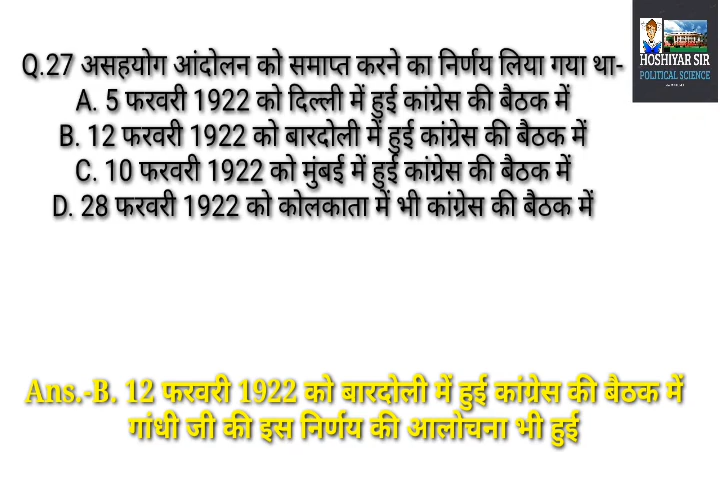 HOSHIYAR SIR
POLITICAL SCIENCE
Q.27 असहयोग आंदोलन को समाप्त करने का निर्णय लिया गया था-
A. 5 फरवरी 1922 को दिल्ली में हुई कांग्रेस की बैठक में
B. 12 फरवरी 1922 को बारदोली में हुई कांग्रेस की बैठक में
C. 10 फरवरी 1922 को मुंबई में हुई कांग्रेस की बैठक में
D. 28 फरवरी 1922 को कोलकाता में भी कांग्रेस की बैठक में
Ans.-B. 12 फरवरी 1922 को बारदोली में हुई कांग्रेस की बैठक में
गांधी जी की इस निर्णय की आलोचना भी हुई